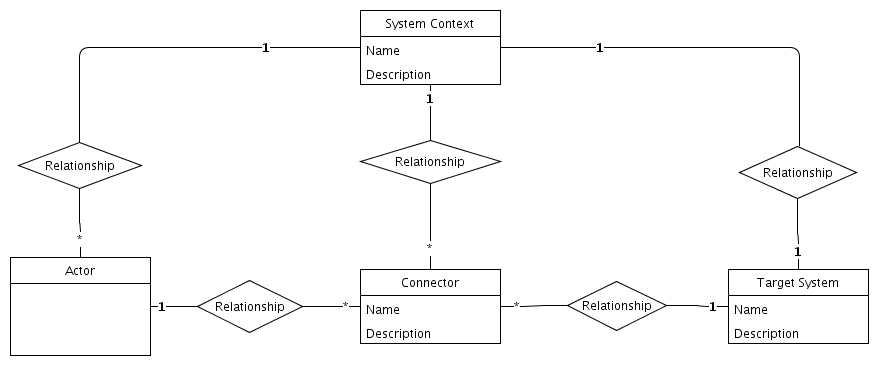 System Context
Name
Description
1
1
1
Relationship
Relationship
Relationship
*
*
1
Actor
Connector
Name
Description
Target System
Name
Description
1
Relationship
*
*
Relationship
1